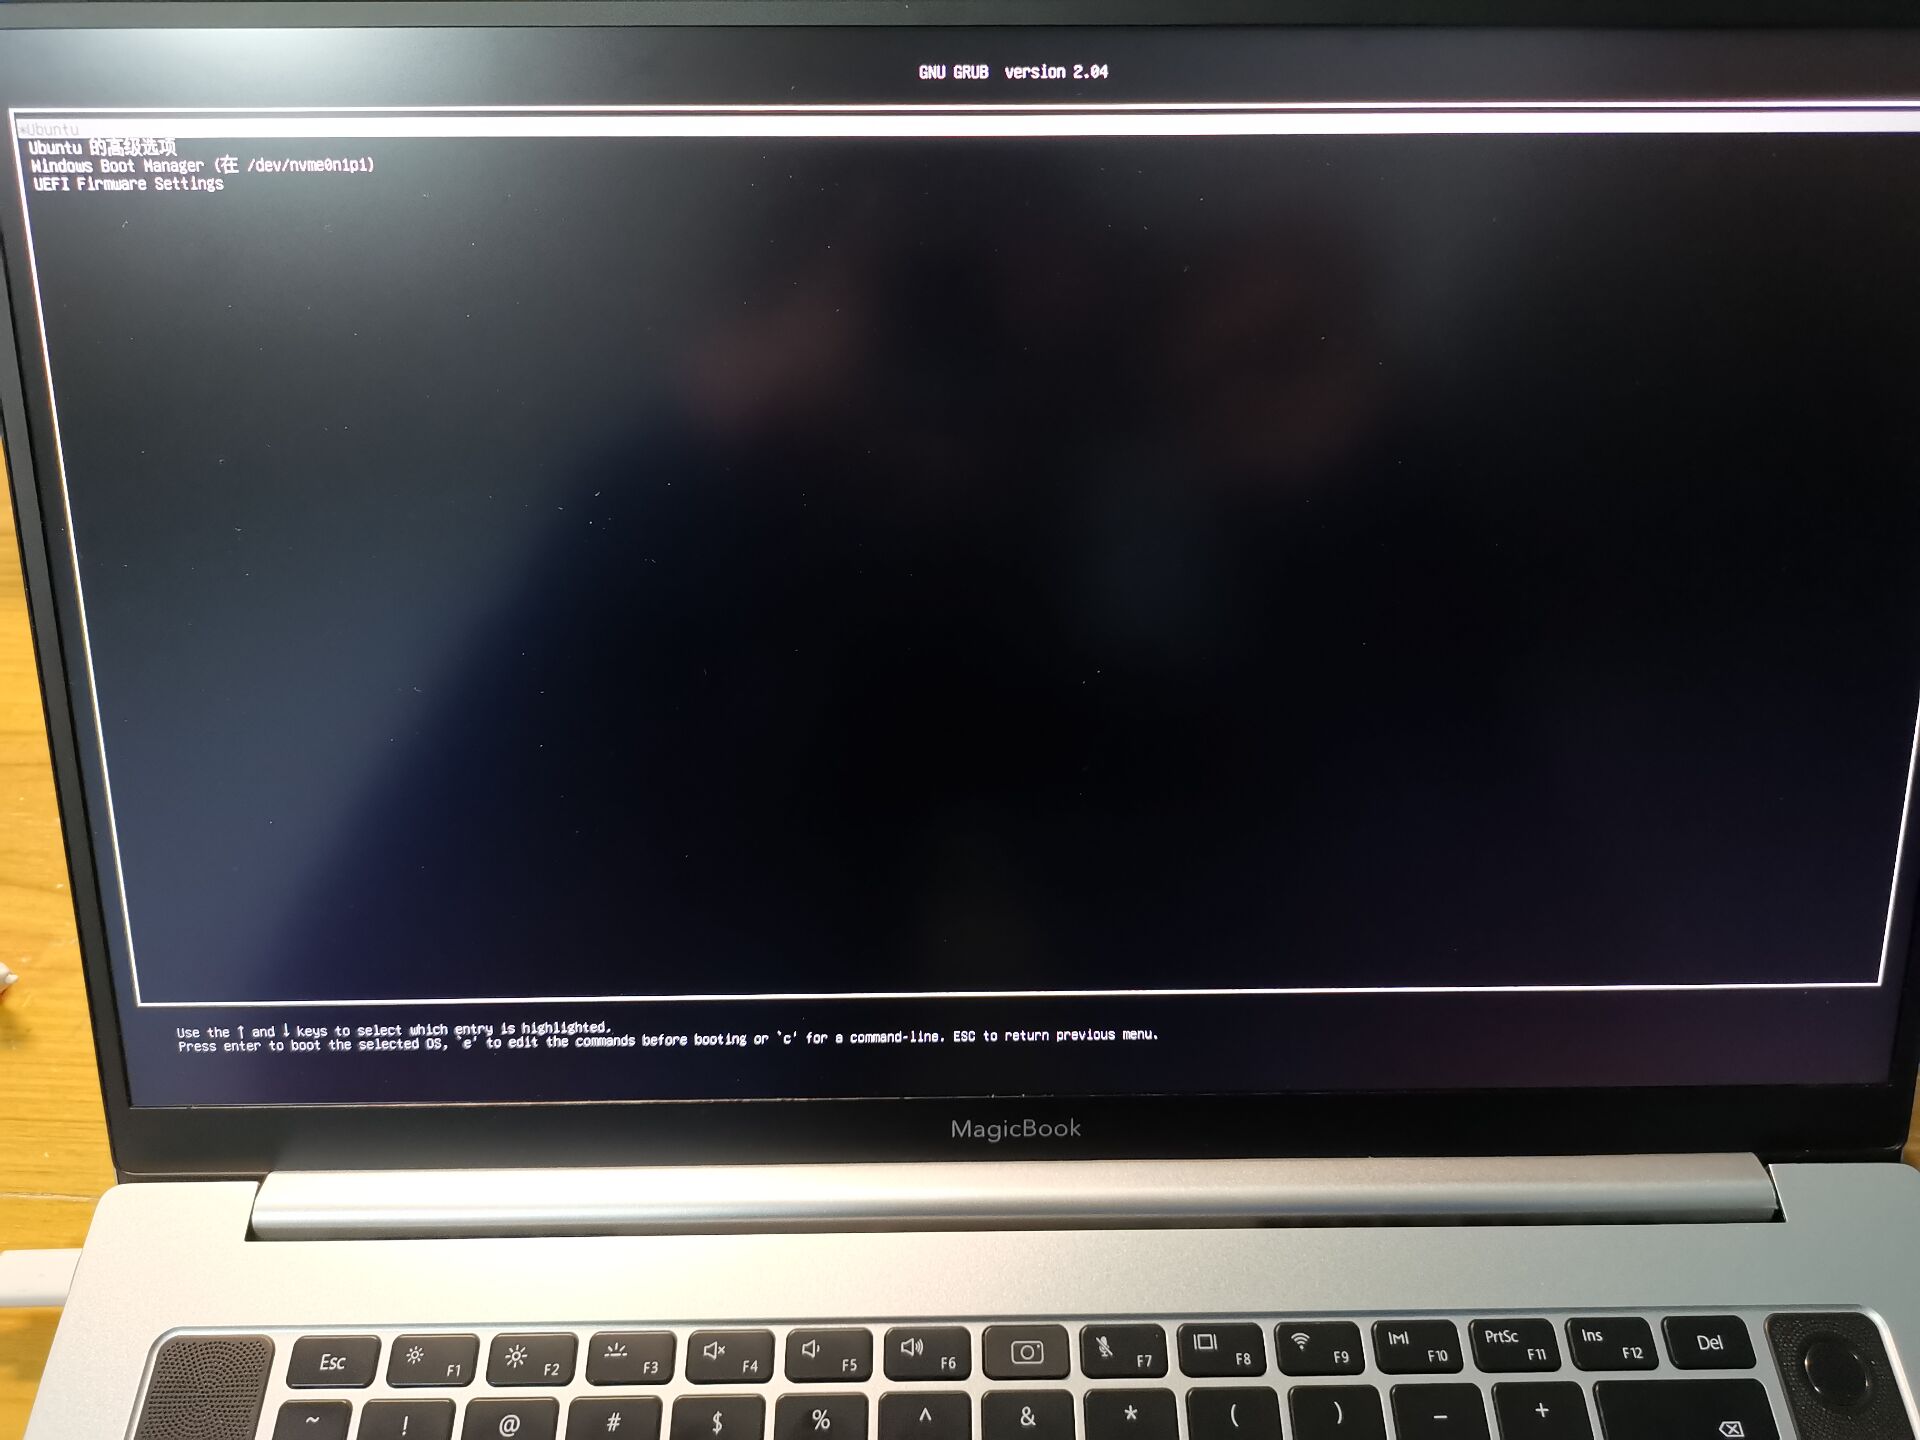 GNU GRUB version 2.04
*Ubuntu
Ubuntu 的高级选项
Windows Boot Manager (在 /dev/nvme0n1p1)
UEFI Firmware Settings
Use the ↑ and ↓ keys to select which entry is highlighted.
Press enter to boot the selected OS, `e' to edit the commands before booting or `c' for a command-line. ESC to return previous menu.
MagicBook
Esc F1 F2 F3 F4 F5 F6 F7 F8 F9 F10 PrtSc F11 Ins F12 Del
~ ! @ # $ % ^ & * ( ) _ +